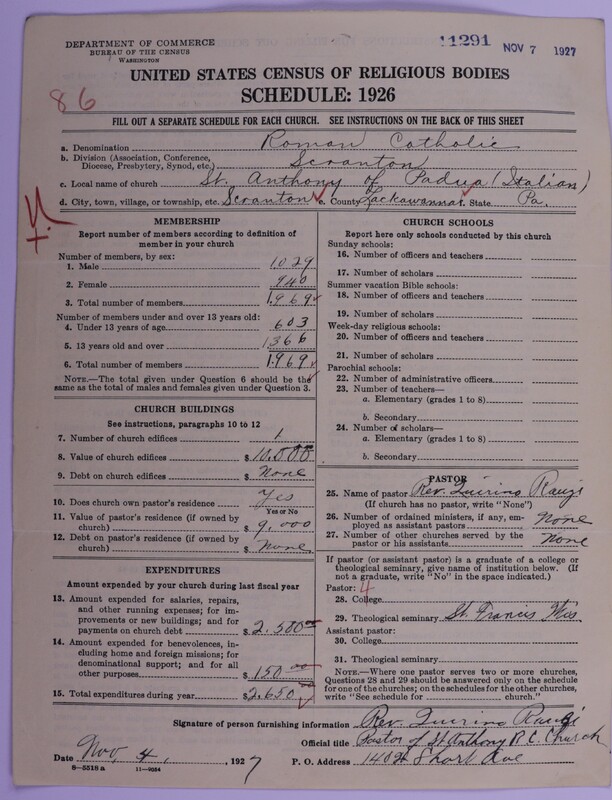 DEPARTMENT OF COMMERCE
BUREAU OF THE CENSUS
WASHINGTON
11291 NOV 7 1927
UNITED STATES CENSUS OF RELIGIOUS BODIES
SCHEDULE: 1926
86
FILL OUT A SEPARATE SCHEDULE FOR EACH CHURCH. SEE INSTRUCTIONS ON THE BACK OF THIS SHEET
a. Denomination Roman Catholic
b. Division (Association, Conference, Diocese, Presbytery, Synod, etc.) Scranton
c. Local name of church St. Anthony of Padua (Italian)
d. City, town, village, or township, etc. Scranton e. County Lackawanna f. State Pa.
MEMBERSHIP
Report number of members according to definition of
member in your church
Number of members, by sex:
1. Male 1029
2. Female 940
3. Total number of members 1969
Number of members under and over 13 years old:
4. Under 13 years of age 603
5. 13 years old and over 1366
6. Total number of members 1969
NOTE.—The total given under Question 6 should be the
same as the total of males and females given under Question 3.
CHURCH BUILDINGS
See instructions, paragraphs 10 to 12
7. Number of church edifices 1
8. Value of church edifices $
9. Debt on church edifices $ None
10. Does church own pastor's residence Yes
Yes or No
11. Value of pastor's residence (if owned by
church) $ 9,000
12. Debt on pastor's residence (if owned by
church) $ None
EXPENDITURES
Amount expended by your church during last fiscal year
13. Amount expended for salaries, repairs,
and other running expenses; for im-
provements or new buildings; and for
payments on church debt $ 2,500 00
14. Amount expended for benevolences, in-
cluding home and foreign missions; for
denominational support; and for all
other purposes $ 150 00
15. Total expenditures during year $ 2,650 00
CHURCH SCHOOLS
Report here only schools conducted by this church
Sunday schools:
16. Number of officers and teachers
17. Number of scholars
Summer vacation Bible schools:
18. Number of officers and teachers
19. Number of scholars
Week-day religious schools:
20. Number of officers and teachers
21. Number of scholars
Parochial schools:
22. Number of administrative officers
23. Number of teachers—
a. Elementary (grades 1 to 8)
b. Secondary
24. Number of scholars—
a. Elementary (grades 1 to 8)
b. Secondary
PASTOR
25. Name of pastor Rev. Quirino
(If church has no pastor, write "None")
26. Number of ordained ministers, if any, em-
ployed as assistant pastors None
27. Number of other churches served by the
pastor or his assistants None
If pastor (or assistant pastor) is a graduate of a college or
theological seminary, give name of institution below. (If
not a graduate, write "No" in the space indicated.)
Pastor: 4
28. College
29. Theological seminary St. Francis Wis.
Assistant pastor:
30. College
31. Theological seminary
NOTE.—Where one pastor serves two or more churches,
Questions 28 and 29 should be answered only on the schedule
for one of the churches; on the schedules for the other churches,
write "See schedule for church."
Signature of person furnishing information Rev. Quirino
Official title Pastor of St Anthony R C. Church
Date Nov, 4, 1927 P. O. Address Short Ave
8—5518 a 11—9054